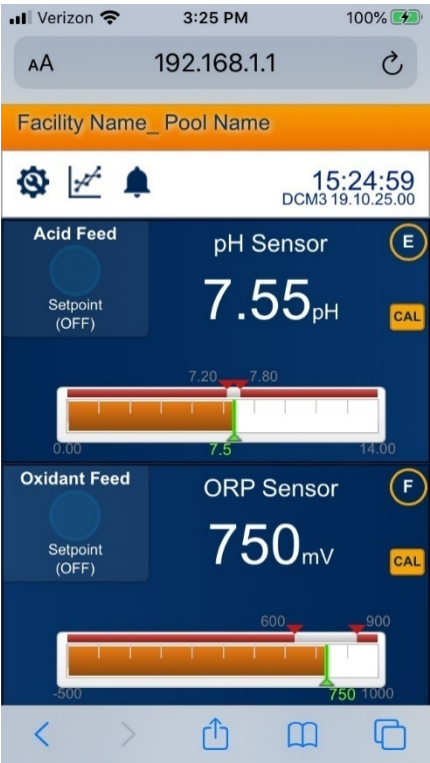 Verizon 3:25 PM 100%
AA 192.168.1.1
Facility Name_ Pool Name
15:24:59
DCM3 19.10.25.00
Acid Feed
pH Sensor
E
7.55pH
Setpoint
(OFF)
CAL
7.20 7.80
0.00 7.5 14.00
Oxidant Feed
ORP Sensor
F
750mV
Setpoint
(OFF)
CAL
600 900
-500 750 1000